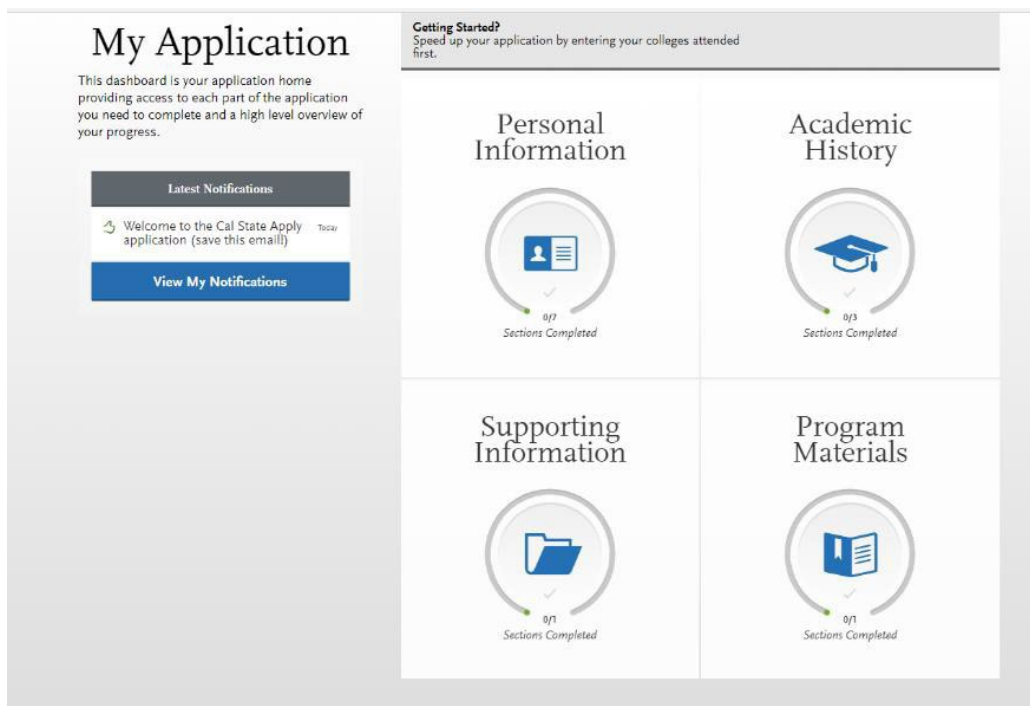 My Application
This dashboard is your application home
providing access to each part of the application
you need to complete and a high level overview of
your progress.
Latest Notifications
Welcome to the Cal State Apply
application (save this email!)
Today
View My Notifications
Getting Started?
Speed up your application by entering your colleges attended
first.
Personal
Information
0/7
Sections Completed
Academic
History
0/3
Sections Completed
Supporting
Information
0/1
Sections Completed
Program
Materials
0/1
Sections Completed